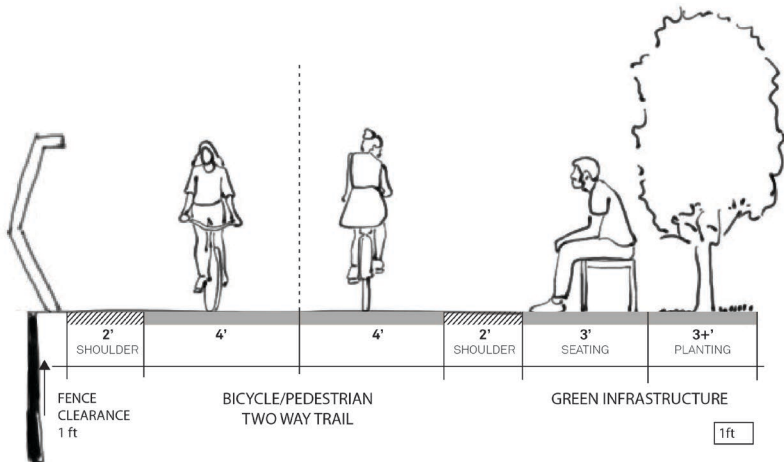 2'
SHOULDER
4'
4'
2'
SHOULDER
3'
SEATING
3+'
PLANTING
FENCE
CLEARANCE
1 ft
BICYCLE/PEDESTRIAN
TWO WAY TRAIL
GREEN INFRASTRUCTURE
1ft